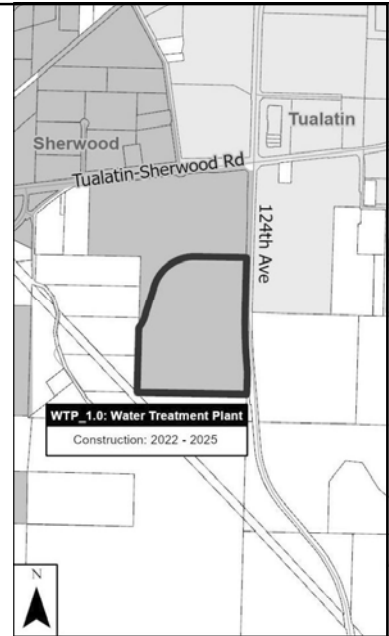 Sherwood
Tualatin
Tualatin-Sherwood Rd
124th Ave
WTP_1.0: Water Treatment Plant
Construction: 2022 - 2025
N